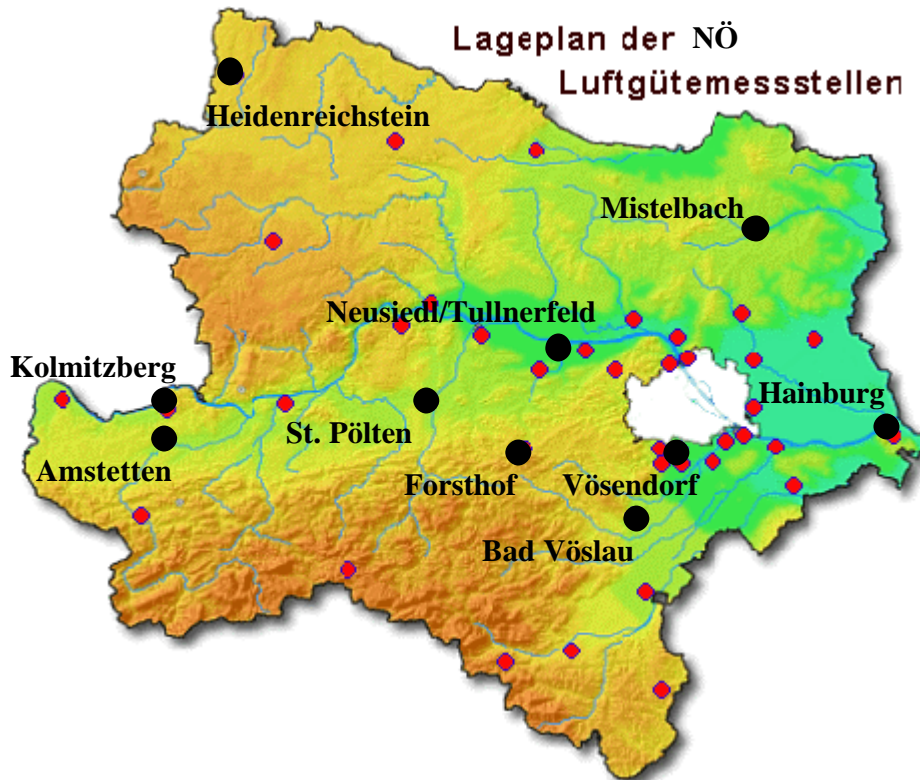 Lageplan der NÖ
Luftgütemessstellen
Heidenreichstein
Mistelbach
Neusiedl/Tullnerfeld
Kolmitzberg
Hainburg
St. Pölten
Amstetten
Forsthof
Vösendorf
Bad Vöslau